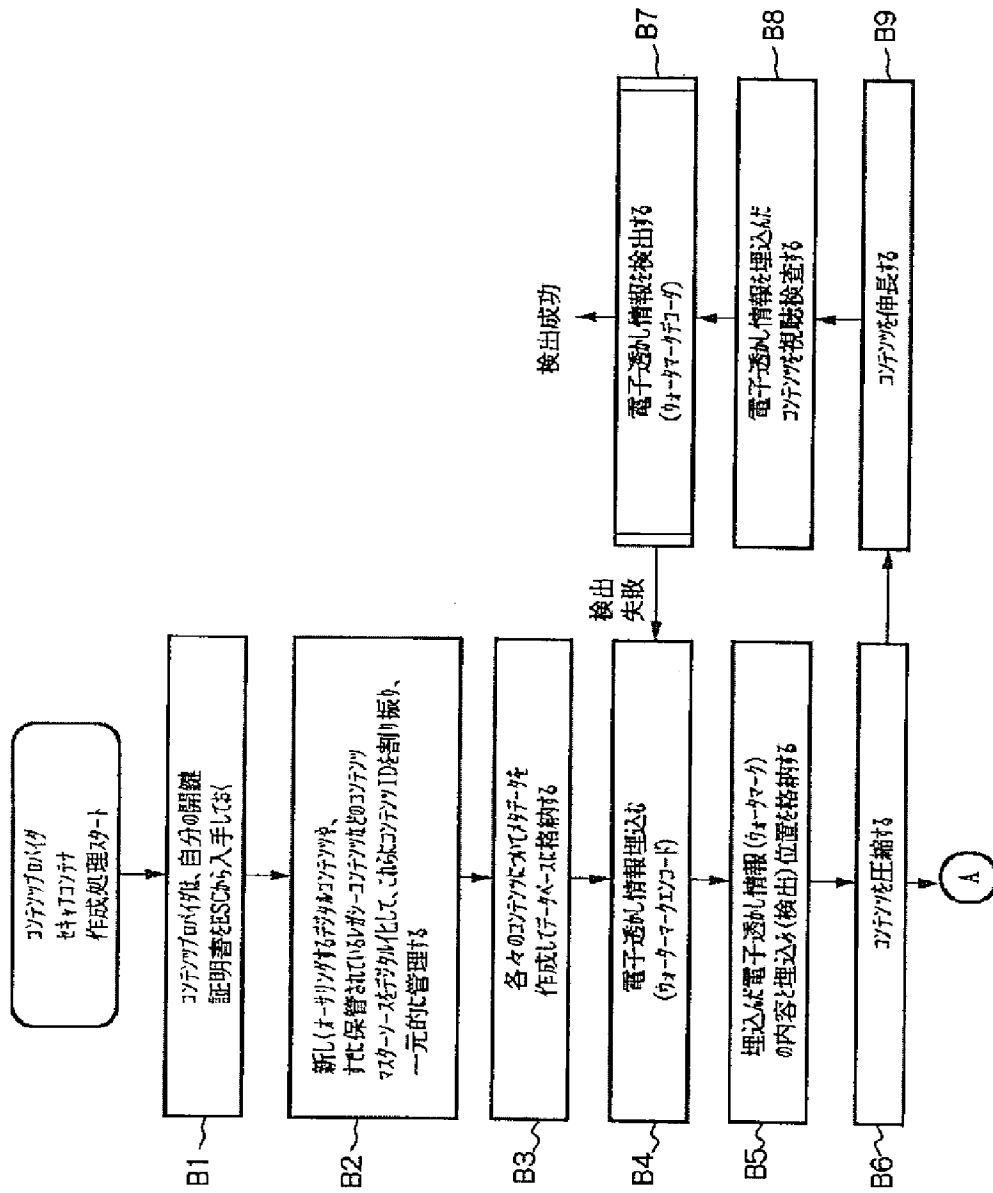 コンテンツプロバイダ
セキュアコンテナ
作成処理スタート
コンテンツプロバイダは、自分の開鍵
証明書をESCから入手しておく
B1
新しくオーサリングするデジタルコンテンツや、
すでに保管されているレガシーコンテンツなどのコンテンツ
マスターソースをデジタル化して、これらにコンテンツIDを割り振り、
一元的に管理する
B2
各々のコンテンツについてメタデータを
作成してデータベースに格納する
B3
電子透かし情報埋込む
(ウォーターマークエンコード)
B4
埋込んだ電子透かし情報(ウォータマーク)
の内容と埋込み(検出)位置を格納する
B5
コンテンツを圧縮する
B6
A
検出成功
検出
失敗
電子透かし情報を検出する
(ウォータマークデコーダ)
B7
電子透かし情報を埋込んだ
コンテンツを視聴検査する
B8
コンテンツを伸長する
B9